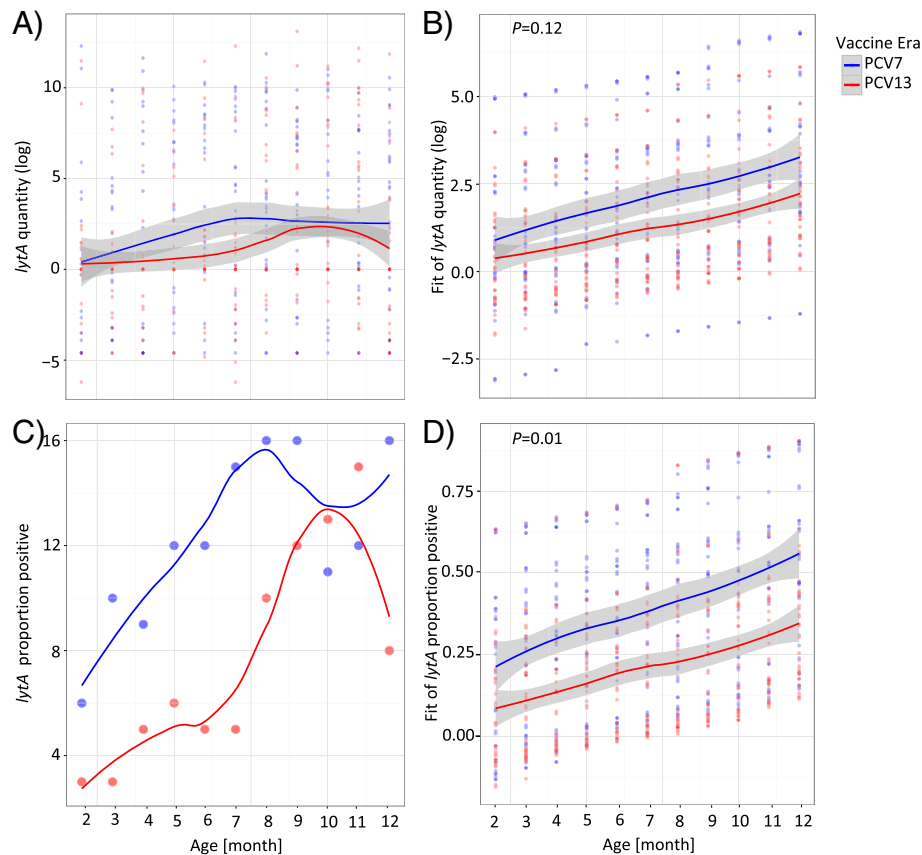 A)
lytA quantity (log)
10
5
0
−5
B)
P=0.12
Fit of lytA quantity (log)
5.0
2.5
0.0
−2.5
Vaccine Era
PCV7
PCV13
C)
lytA proportion positive
16
12
8
4
2 3 4 5 6 7 8 9 10 11 12
Age [month]
D)
P=0.01
Fit of lytA proportion positive
0.75
0.50
0.25
0.00
2 3 4 5 6 7 8 9 10 11 12
Age [month]